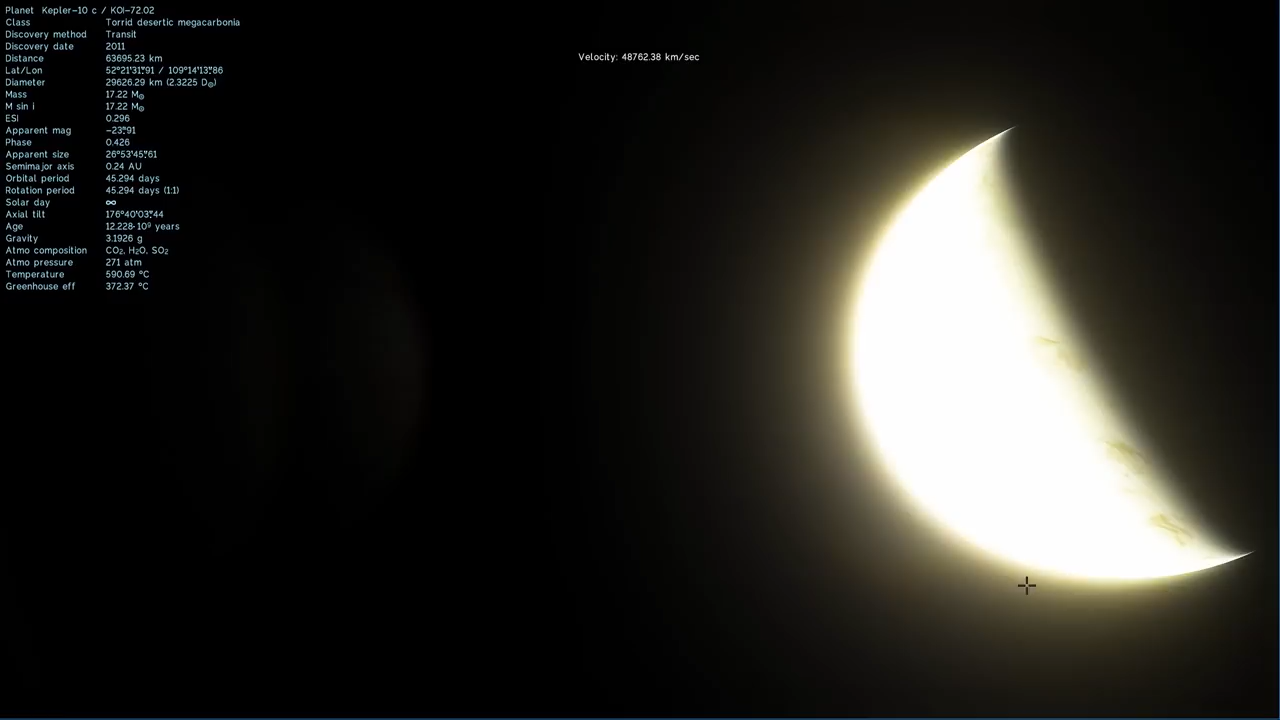 Planet Kepler-10 c / KOI-72.02
Class Torrid desertic megacarbonia
Discovery method Transit
Discovery date 2011
Distance 63695.23 km
Velocity: 48762.38 km/sec
Lat/Lon 52°21'31"91 / 109°14'13"86
Diameter 29626.29 km (2.3225 D⊕)
Mass 17.22 M⊕
M sin i 17.22 M⊕
ESI 0.296
Apparent mag -23ᵐ91
Phase 0.426
Apparent size 26°53'45"61
Semimajor axis 0.24 AU
Orbital period 45.294 days
Rotation period 45.294 days (1:1)
Solar day ∞
Axial tilt 176°40'03"44
Age 12.228·10⁹ years
Gravity 3.1926 g
Atmo composition CO₂, H₂O, SO₂
Atmo pressure 271 atm
Temperature 590.69 ºC
Greenhouse eff 372.37 ºC